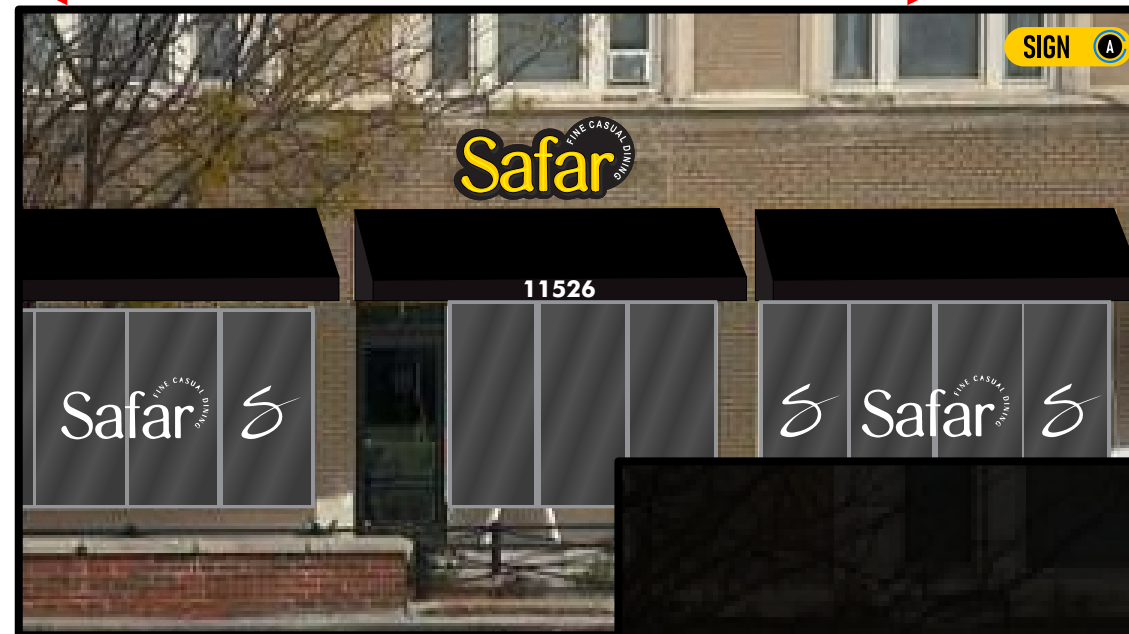 SIGN A
Safar
FINE CASUAL DINING
11526
Safar
FINE CASUAL DINING
S
S
Safar
FINE CASUAL DINING
S